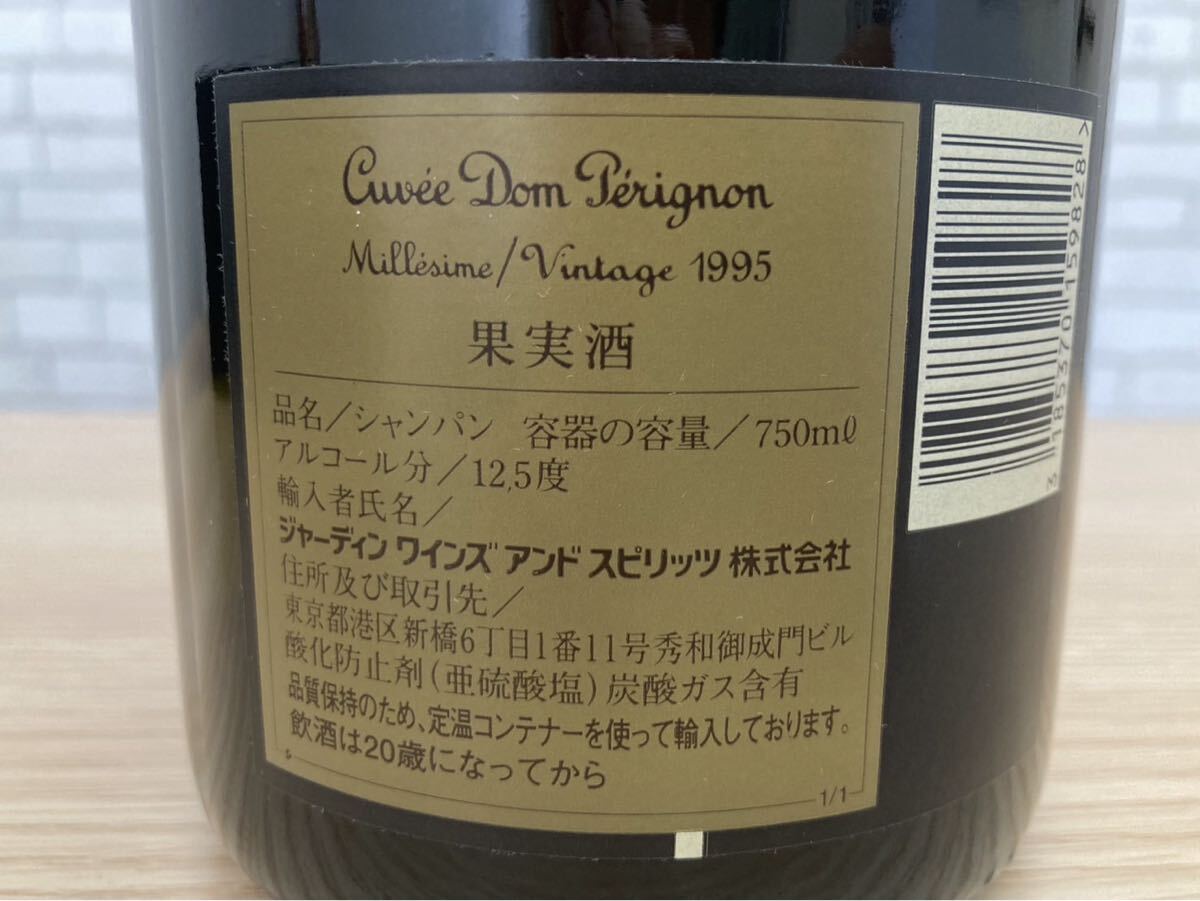 Cuvée Dom Pérignon
Millésime/Vintage 1995
果実酒
品名/シャンパン 容器の容量/750mℓ
アルコール分/12,5度
輸入者氏名/
ジャーディン ワインズ アンド スピリッツ 株式会社
住所及び取引先/
東京都港区新橋6丁目1番11号秀和御成門ビル
酸化防止剤(亜硫酸塩)炭酸ガス含有
品質保持のため、定温コンテナーを使って輸入しております。
飲酒は20歳になってから
1/1
3 185370 159828>